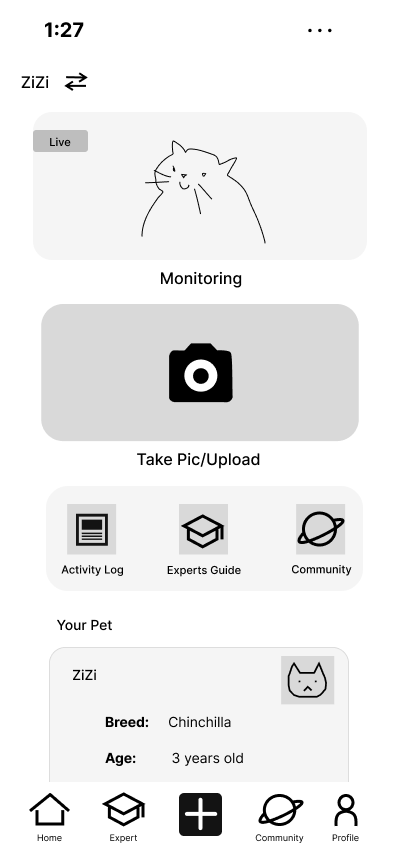 1:27
ZiZi
Live
Monitoring
Take Pic/Upload
Activity Log Experts Guide Community
Your Pet
ZiZi
Breed: Chinchilla
Age: 3 years old
Home Expert Community Profile